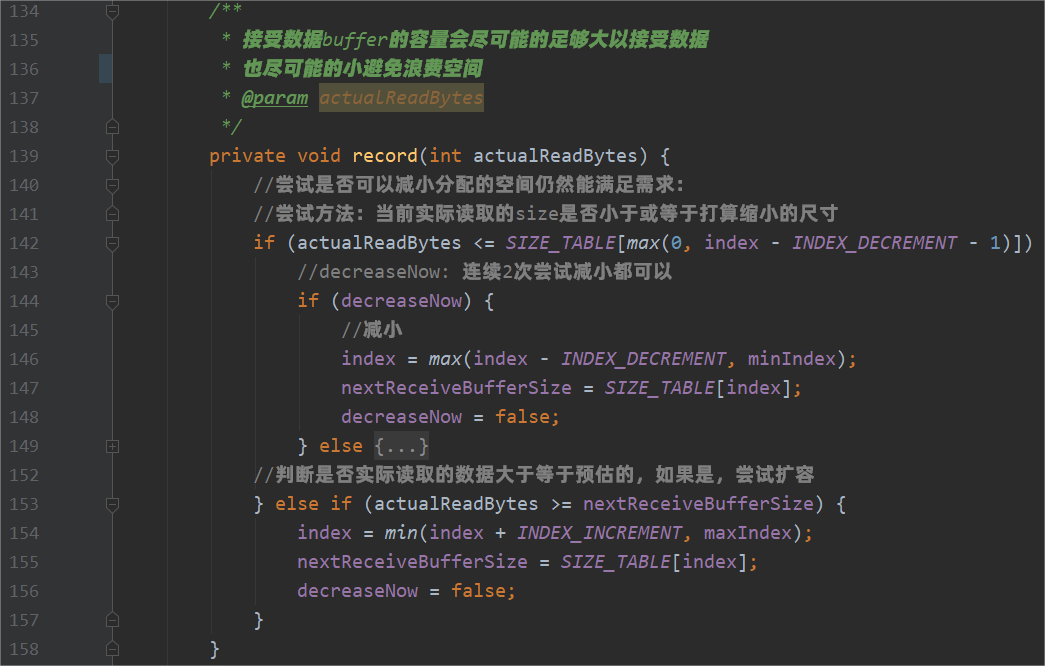 134 /**
135 * 接受数据buffer的容量会尽可能的足够大以接受数据
136 * 也尽可能的小避免浪费空间
137 * @param actualReadBytes
138 */
139 private void record(int actualReadBytes) {
140 //尝试是否可以减小分配的空间仍然能满足需求：
141 //尝试方法：当前实际读取的size是否小于或等于打算缩小的尺寸
142 if (actualReadBytes <= SIZE_TABLE[max(0, index - INDEX_DECREMENT - 1)])
143 //decreaseNow: 连续2次尝试减小都可以
144 if (decreaseNow) {
145 //减小
146 index = max(index - INDEX_DECREMENT, minIndex);
147 nextReceiveBufferSize = SIZE_TABLE[index];
148 decreaseNow = false;
149 } else {...}
152 //判断是否实际读取的数据大于等于预估的，如果是，尝试扩容
153 } else if (actualReadBytes >= nextReceiveBufferSize) {
154 index = min(index + INDEX_INCREMENT, maxIndex);
155 nextReceiveBufferSize = SIZE_TABLE[index];
156 decreaseNow = false;
157 }
158 }